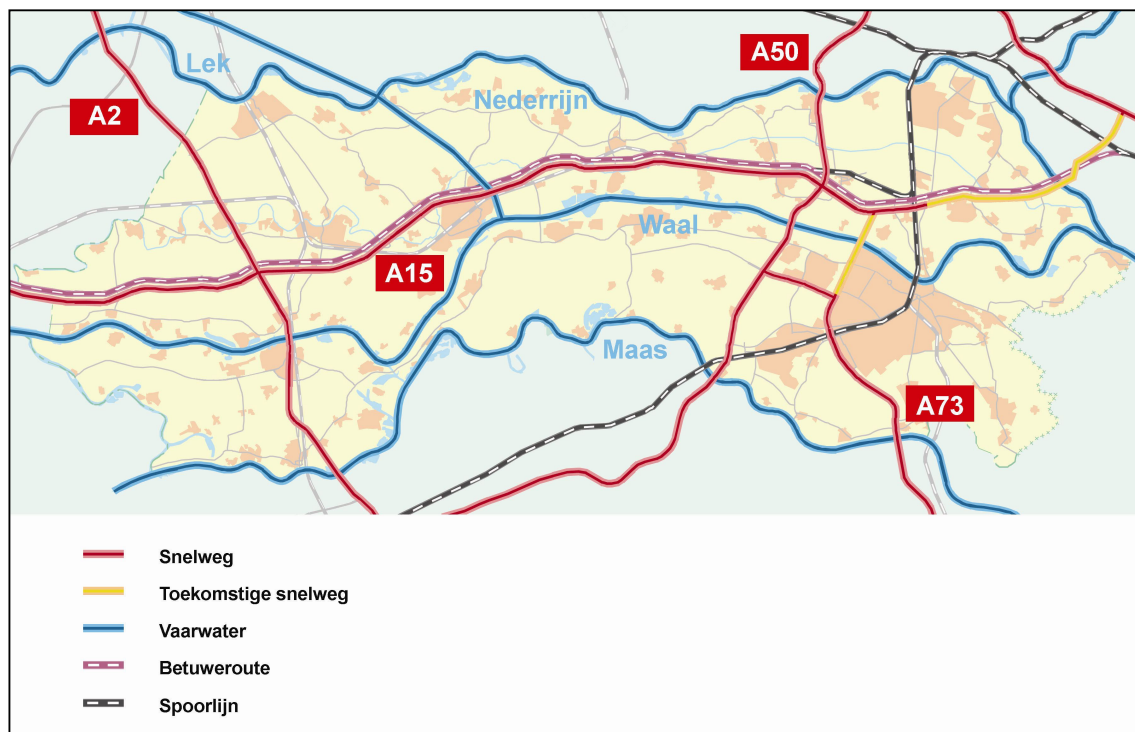 A50
Lek
A2
Nederrijn
Waal
A15
Maas
A73
Snelweg
Toekomstige snelweg
Vaarwater
Betuweroute
Spoorlijn